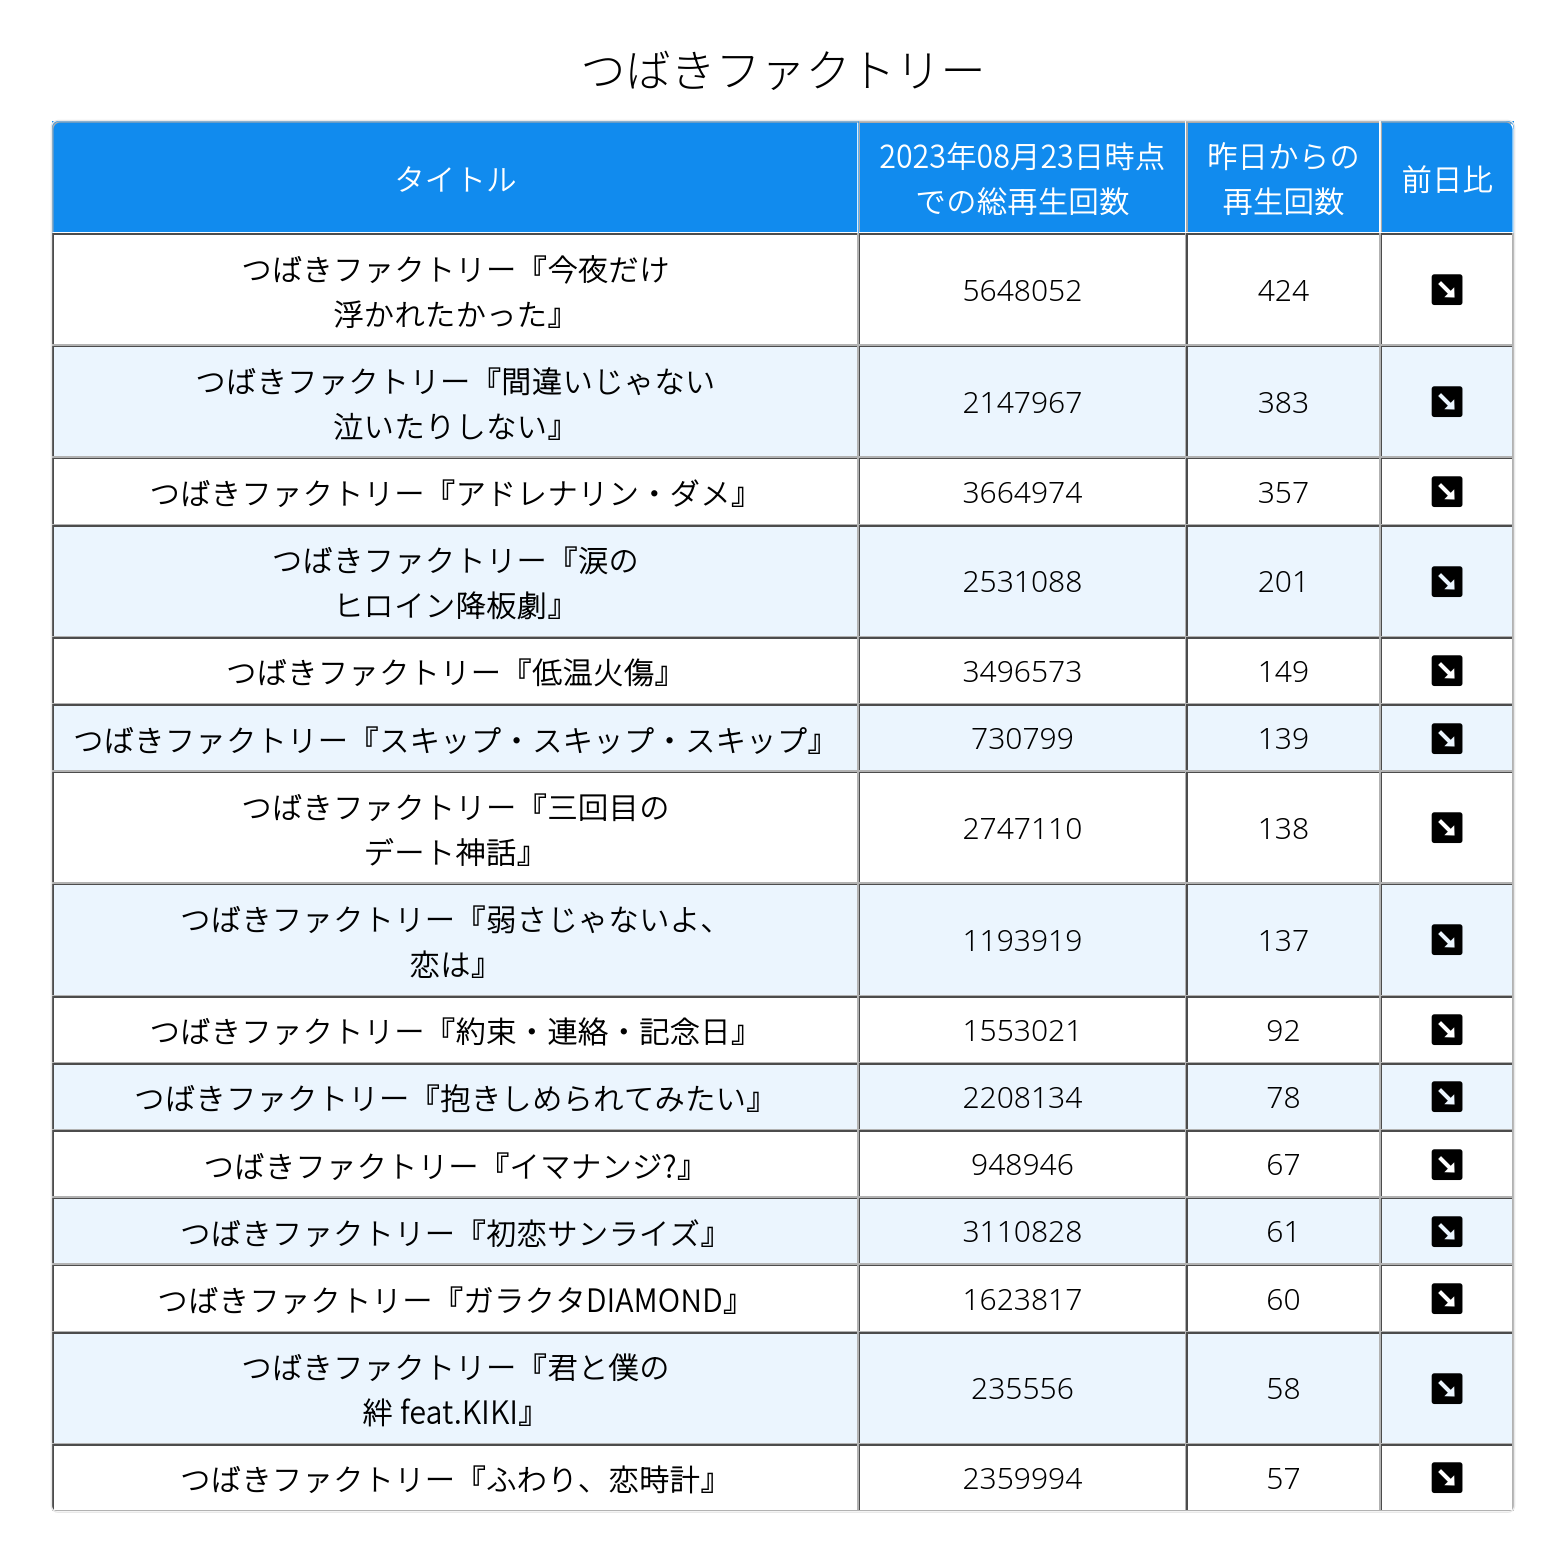 つばきファクトリー
タイトル
2023年08月23日時点
での総再生回数
昨日からの
再生回数
前日比
つばきファクトリー『今夜だけ
浮かれたかった』
5648052
424
つばきファクトリー『間違いじゃない
泣いたりしない』
2147967
383
つばきファクトリー『アドレナリン・ダメ』
3664974
357
つばきファクトリー『涙の
ヒロイン降板劇』
2531088
201
つばきファクトリー『低温火傷』
3496573
149
つばきファクトリー『スキップ・スキップ・スキップ』
730799
139
つばきファクトリー『三回目の
デート神話』
2747110
138
つばきファクトリー『弱さじゃないよ、
恋は』
1193919
137
つばきファクトリー『約束・連絡・記念日』
1553021
92
つばきファクトリー『抱きしめられてみたい』
2208134
78
つばきファクトリー『イマナンジ?』
948946
67
つばきファクトリー『初恋サンライズ』
3110828
61
つばきファクトリー『ガラクタDIAMOND』
1623817
60
つばきファクトリー『君と僕の
絆 feat.KIKI』
235556
58
つばきファクトリー『ふわり、恋時計』
2359994
57